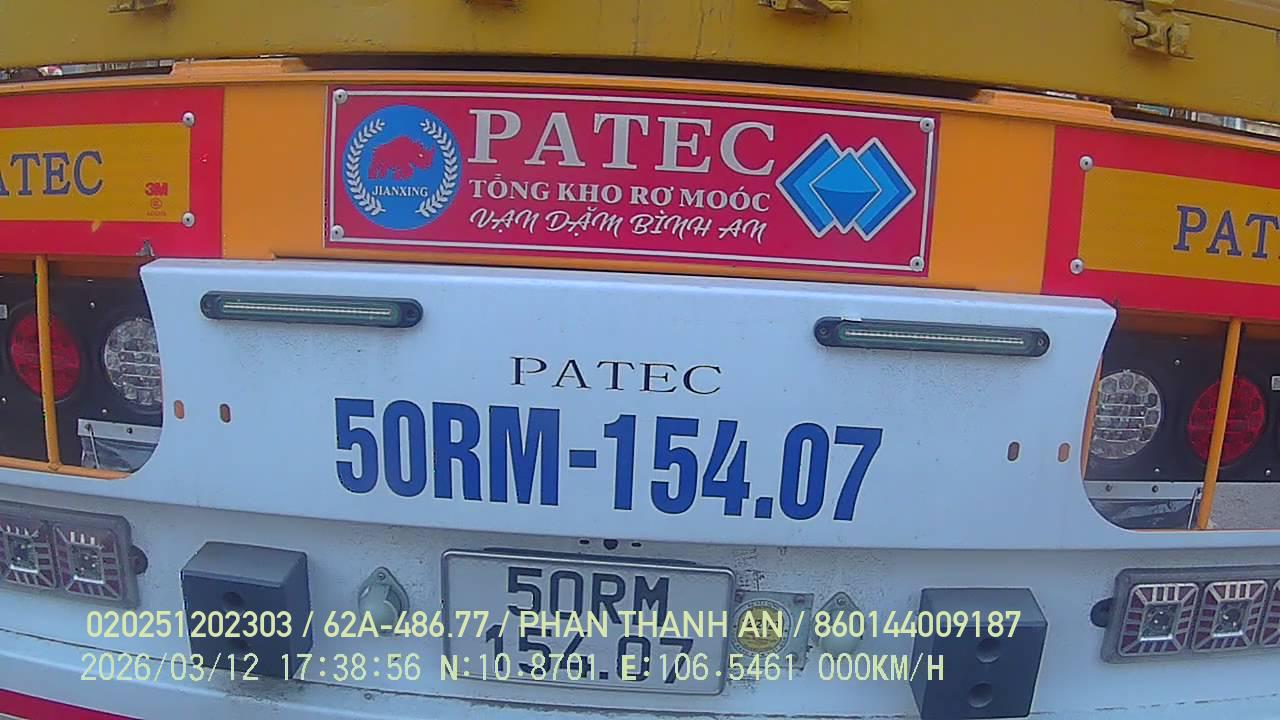 ATEC
3M
JIANXING
PATEC
TỔNG KHO RƠ MOÓC
VẠN DẶM BÌNH AN
PAT
PATEC
50RM-154.07
50RM
154.07
020251202303 / 62A-486.77 / PHAN THANH AN / 860144009187
2026/03/12 17:38:56 N:10.8701 E:106.5461 000KM/H